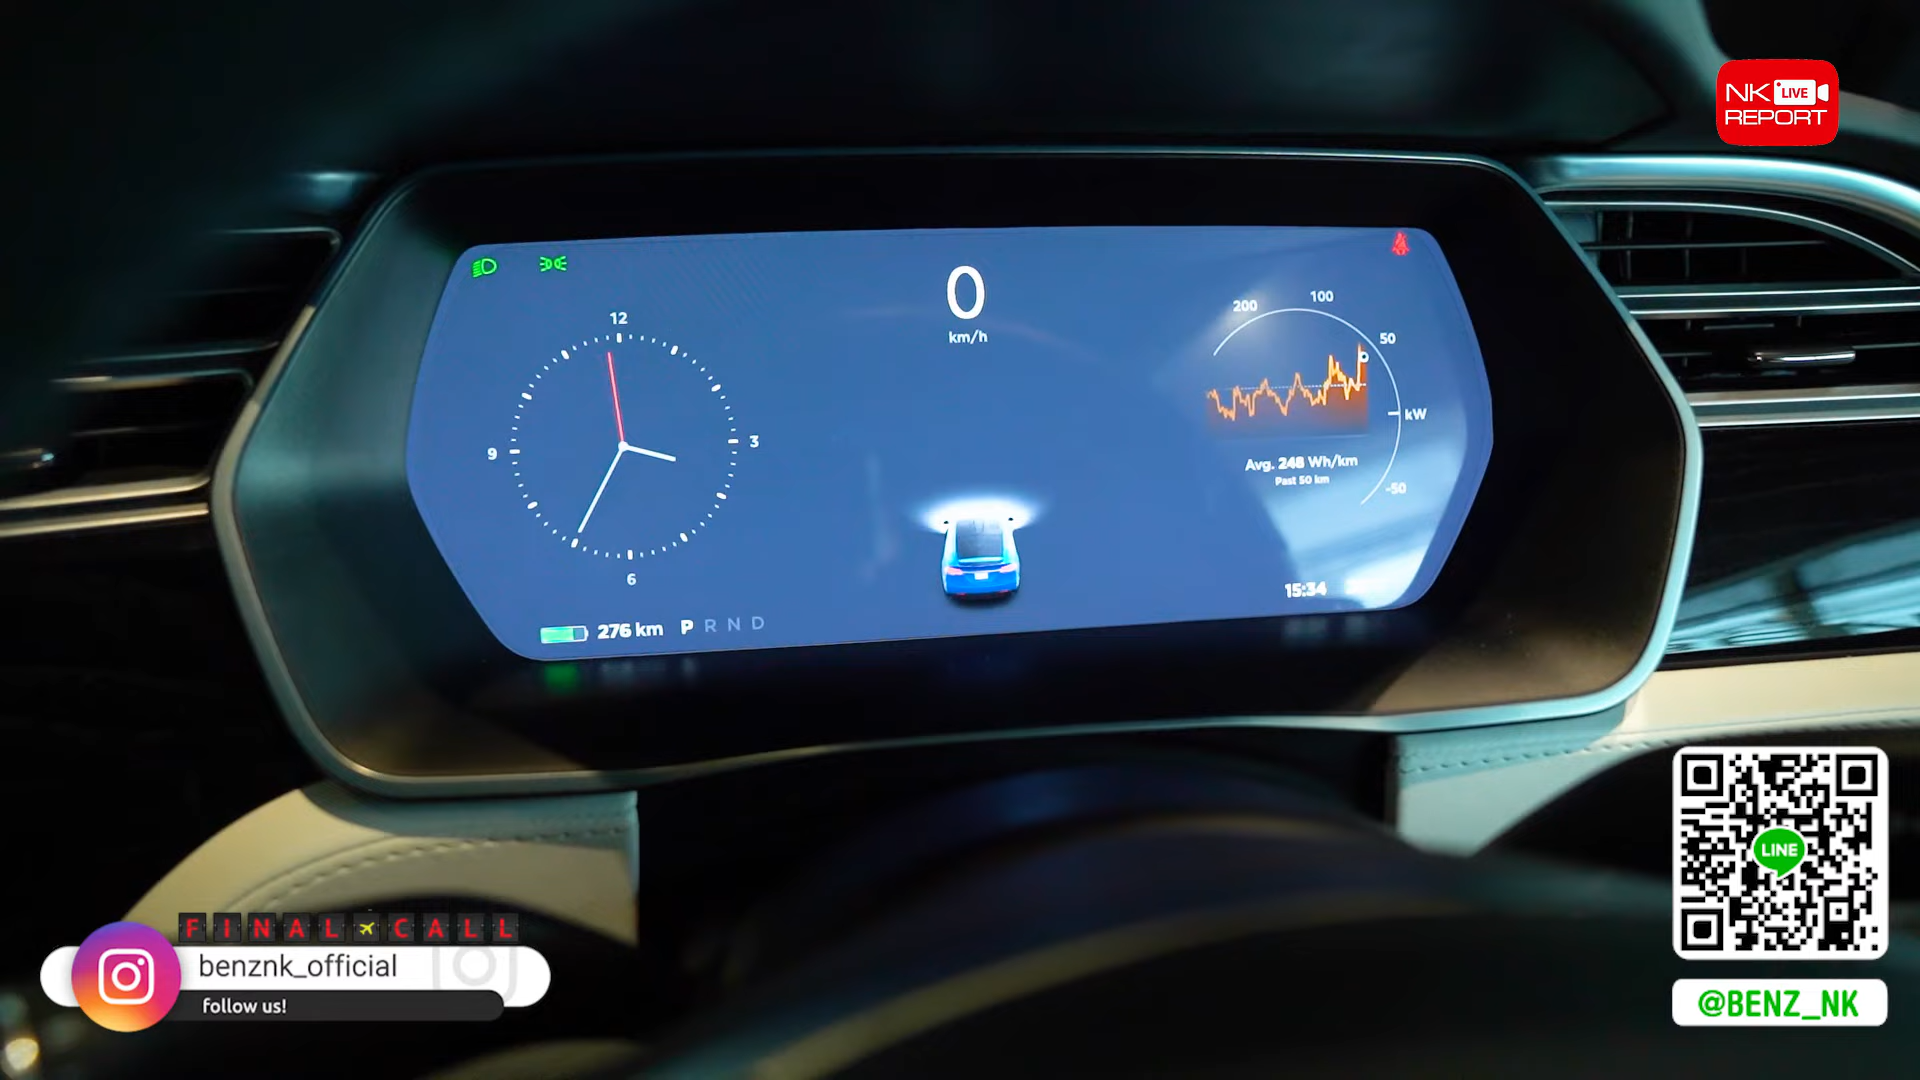 NK LIVE
REPORT
0
km/h
12
3
6
9
200
100
50
kW
-50
Avg. 248 Wh/km
Past 50 km
15:34
276 km P R N D
FINAL CALL
benznk_official
follow us!
LINE
@BENZ_NK